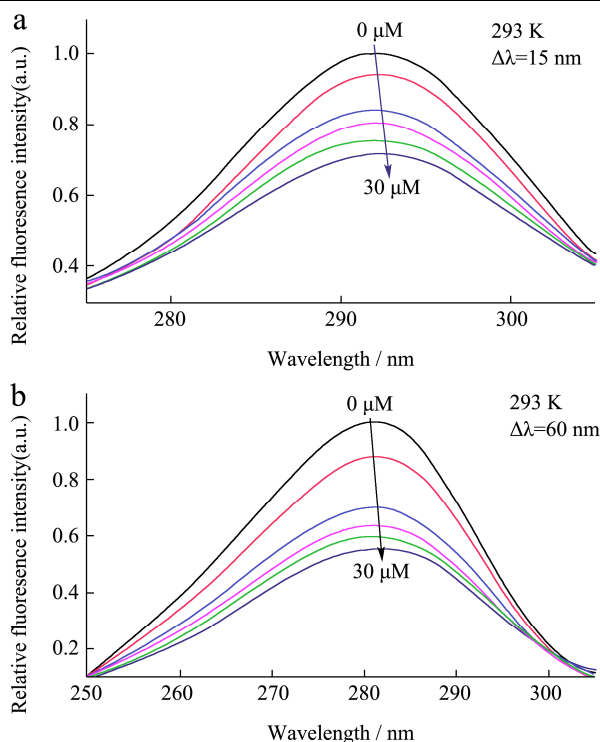 a
0 μM
293 K
Δλ=15 nm
1.0
0.8
0.6
0.4
30 μM
Relative fluoresence intensity(a.u.)
280
290
300
Wavelength / nm
b
0 μM
293 K
Δλ=60 nm
1.0
0.8
0.6
0.4
0.2
30 μM
Relative fluoresence intensity(a.u.)
250
260
270
280
290
300
Wavelength / nm